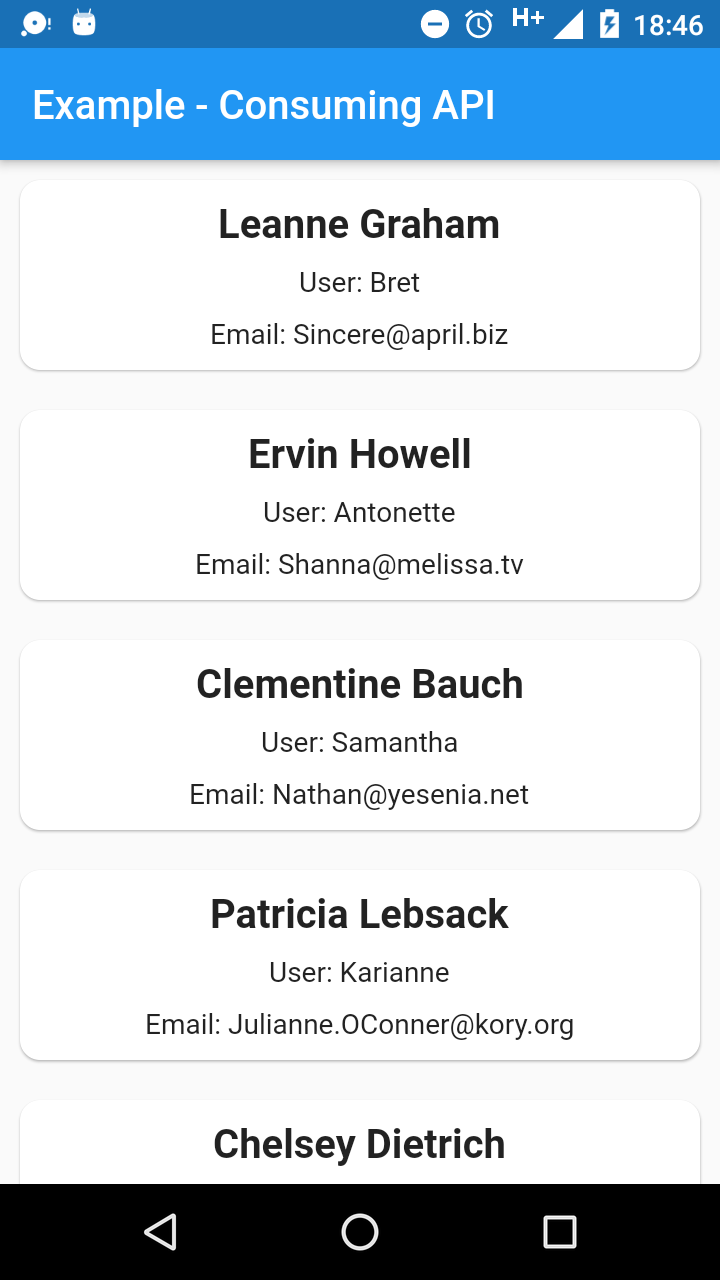 H+ 18:46
Example - Consuming API
Leanne Graham
User: Bret
Email: Sincere@april.biz
Ervin Howell
User: Antonette
Email: Shanna@melissa.tv
Clementine Bauch
User: Samantha
Email: Nathan@yesenia.net
Patricia Lebsack
User: Karianne
Email: Julianne.OConner@kory.org
Chelsey Dietrich